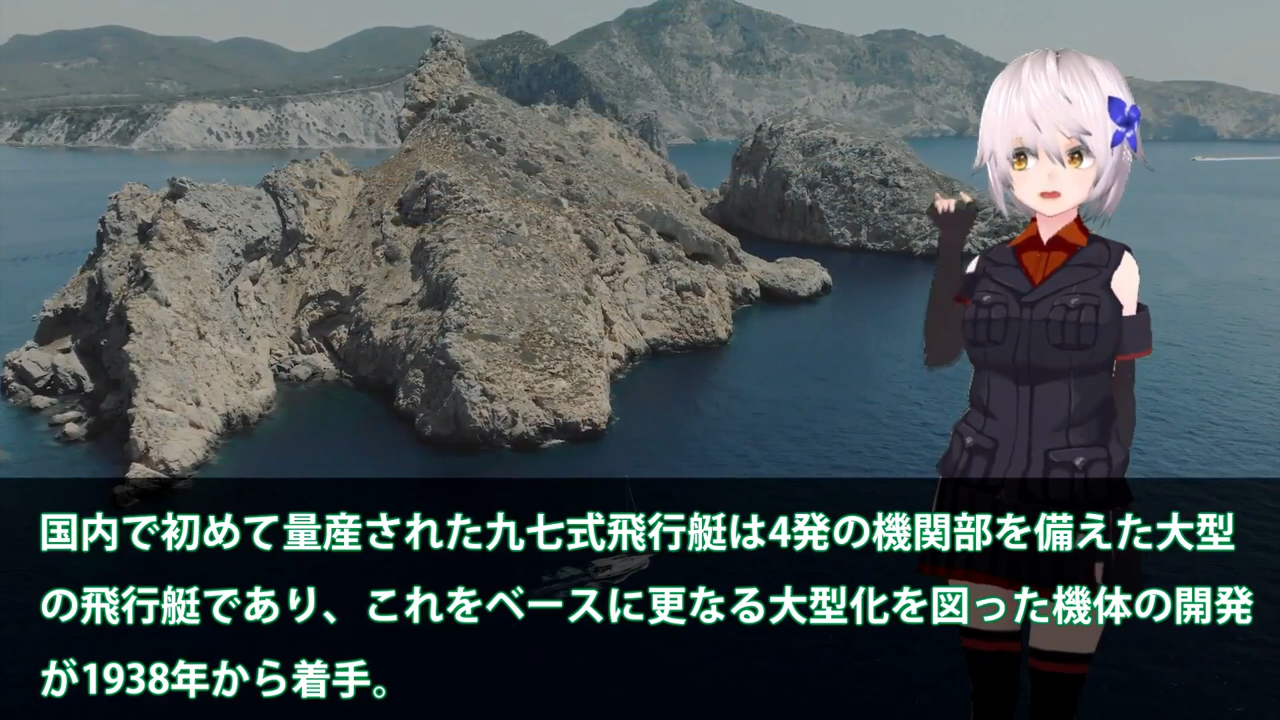 国内で初めて量産された九七式飛行艇は4発の機関部を備えた大型
の飛行艇であり、これをベースに更なる大型化を図った機体の開発
が1938年から着手。